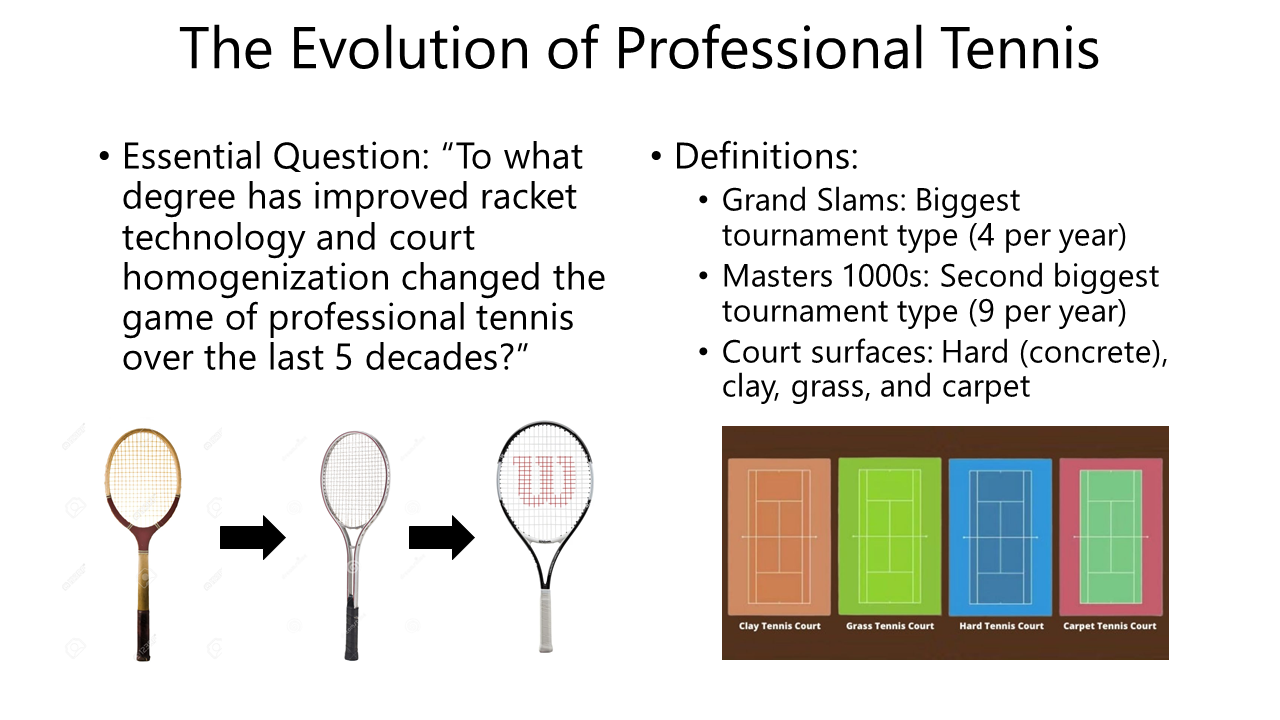 The Evolution of Professional Tennis
• Essential Question: “To what
degree has improved racket
technology and court
homogenization changed the
game of professional tennis
over the last 5 decades?”
• Definitions:
• Grand Slams: Biggest
tournament type (4 per year)
• Masters 1000s: Second biggest
tournament type (9 per year)
• Court surfaces: Hard (concrete),
clay, grass, and carpet
W
Clay Tennis Court
Grass Tennis Court
Hard Tennis Court
Carpet Tennis Court